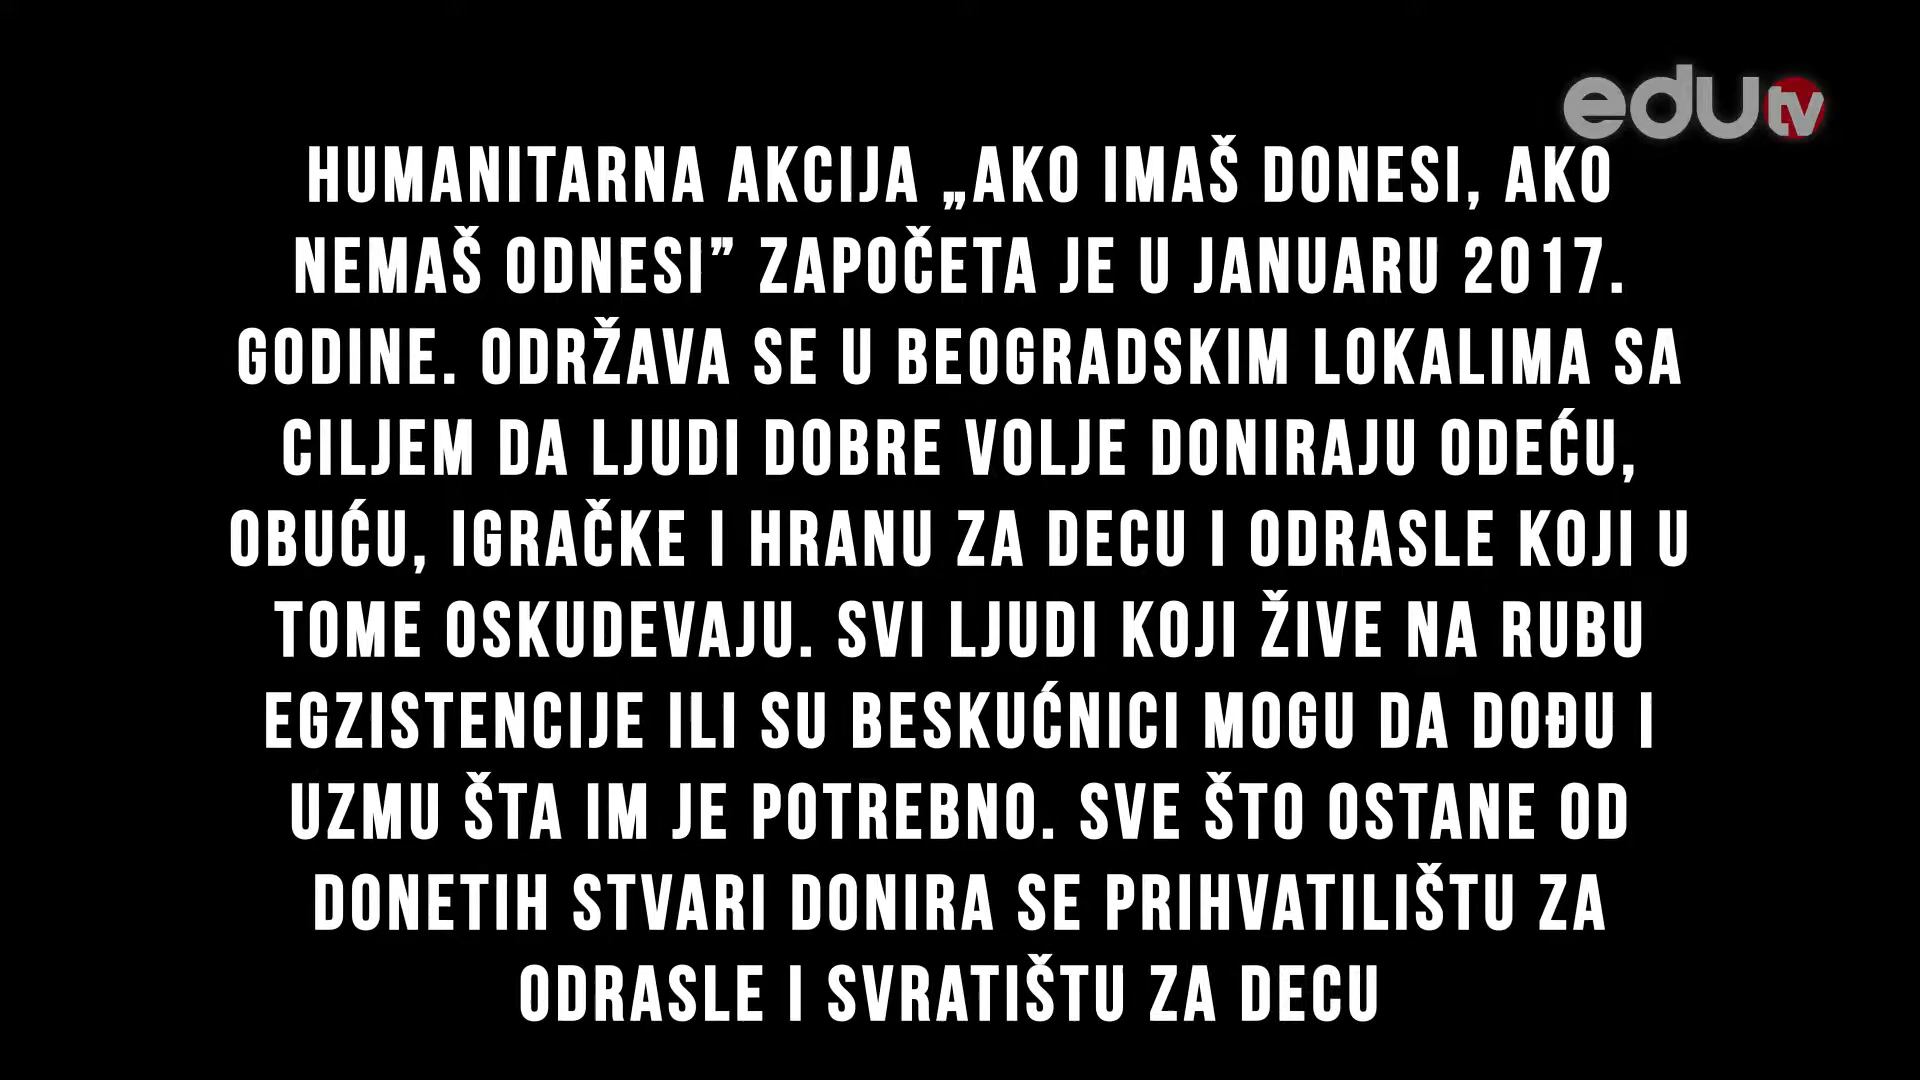 edutv
HUMANITARNA AKCIJA „AKO IMAŠ DONESI, AKO
NEMAŠ ODNESI” ZAPOČETA JE U JANUARU 2017.
GODINE. ODRŽAVA SE U BEOGRADSKIM LOKALIMA SA
CILJEM DA LJUDI DOBRE VOLJE DONIRAJU ODEĆU,
OBUĆU, IGRAČKE I HRANU ZA DECU I ODRASLE KOJI U
TOME OSKUDEVAJU. SVI LJUDI KOJI ŽIVE NA RUBU
EGZISTENCIJE ILI SU BESKUĆNICI MOGU DA DOĐU I
UZMU ŠTA IM JE POTREBNO. SVE ŠTO OSTANE OD
DONETIH STVARI DONIRA SE PRIHVATILIŠTU ZA
ODRASLE I SVRATIŠTU ZA DECU